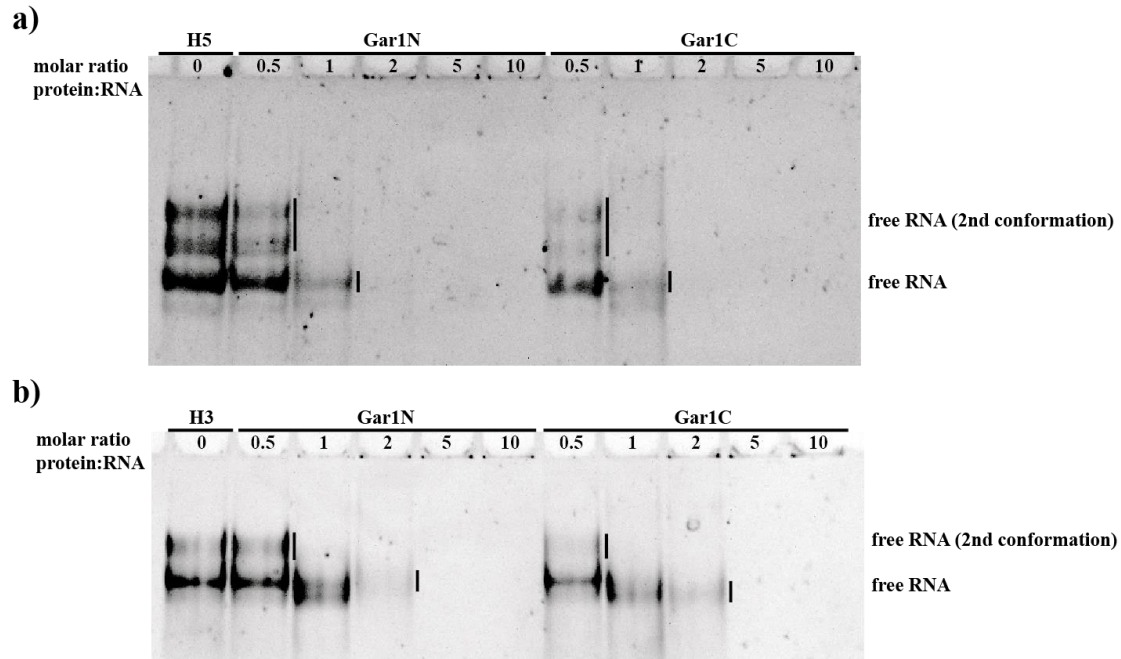 a)
H5 Gar1N Gar1C
molar ratio 0 0.5 1 2 5 10 0.5 1 2 5 10
protein:RNA
free RNA (2nd conformation)
free RNA
b)
H3 Gar1N Gar1C
molar ratio 0 0.5 1 2 5 10 0.5 1 2 5 10
protein:RNA
free RNA (2nd conformation)
free RNA